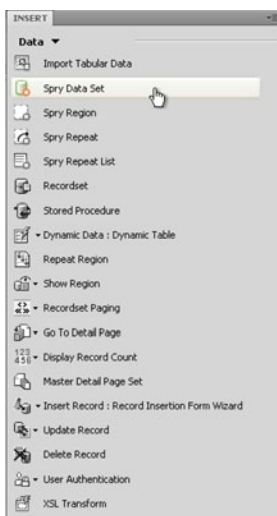 INSERT
Data
Import Tabular Data
Spry Data Set
Spry Region
Spry Repeat
Spry Repeat List
Recordset
Stored Procedure
Dynamic Data : Dynamic Table
Repeat Region
Show Region
Recordset Paging
Go To Detail Page
123
456
Display Record Count
Master Detail Page Set
Insert Record : Record Insertion Form Wizard
Update Record
Delete Record
User Authentication
XSL Transform